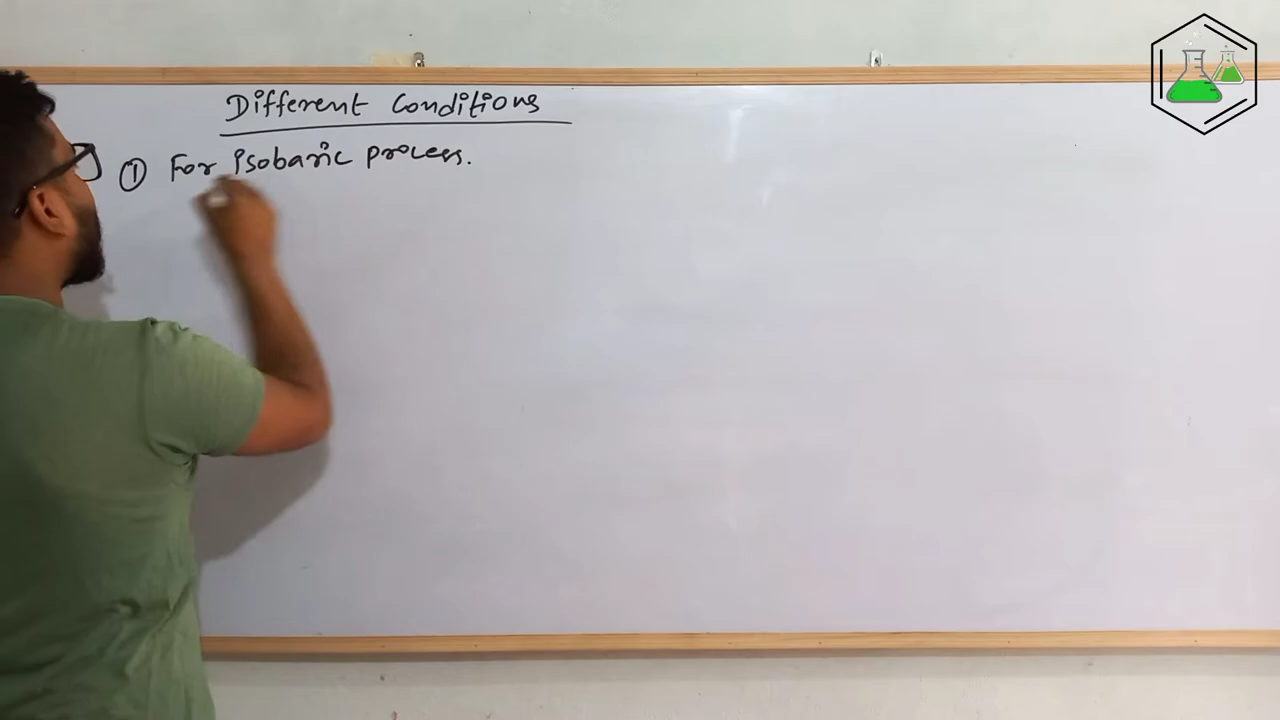 Different Conditions
① For isobaric process.